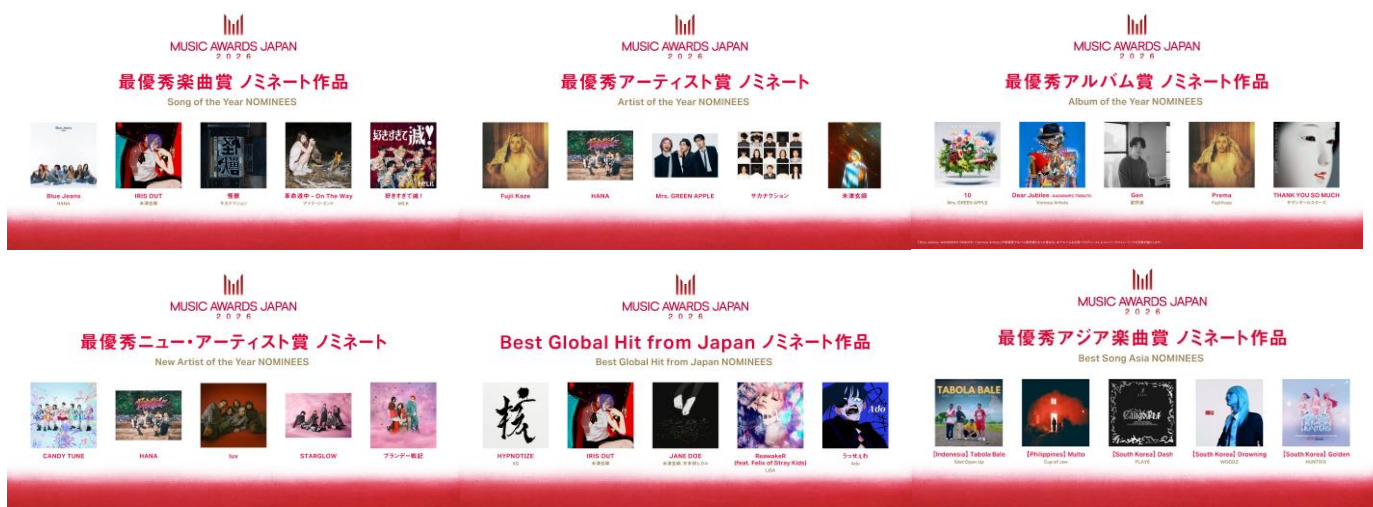 MUSIC AWARDS JAPAN
2026
最優秀楽曲賞 ノミネート作品
Song of the Year NOMINEES
Blue Jeans
HANA
IRIS OUT
米津玄師
怪獣
サカナクション
革命道中 - On The Way
アイナ・ジ・エンド
好きすぎて滅!
好きすぎて滅!
M!LK
MUSIC AWARDS JAPAN
2026
最優秀アーティスト賞 ノミネート
Artist of the Year NOMINEES
Fujii Kaze
HANA
Mrs. GREEN APPLE
サカナクション
米津玄師
MUSIC AWARDS JAPAN
2026
最優秀アルバム賞 ノミネート作品
Album of the Year NOMINEES
10
Mrs. GREEN APPLE
Dear Jubilee
Various Artists
Gen
星野源
Prema
Fujii Kaze
THANK YOU SO MUCH
サザンオールスターズ
MUSIC AWARDS JAPAN
2026
最優秀ニュー・アーティスト賞 ノミネート
New Artist of the Year NOMINEES
CANDY TUNE
HANA
luv
STARGLOW
ブランデー戦記
MUSIC AWARDS JAPAN
2026
Best Global Hit from Japan ノミネート作品
Best Global Hit from Japan NOMINEES
核
HYPNOTIZE
XG
IRIS OUT
米津玄師
JANE DOE
米津玄師, 宇多田ヒカル
ReawakeR
(feat. Felix of Stray Kids)
LiSA
Ado
うっせぇわ
Ado
MUSIC AWARDS JAPAN
2026
最優秀アジア楽曲賞 ノミネート作品
Best Song Asia NOMINEES
TABOLA BALE
[Indonesia] Tabola Bale
Silet Open Up
[Philippines] Multo
Cup of Joe
[South Korea] Dash
PLAVE
[South Korea] Drowning
WOODZ
[South Korea] Golden
HUNTR/X